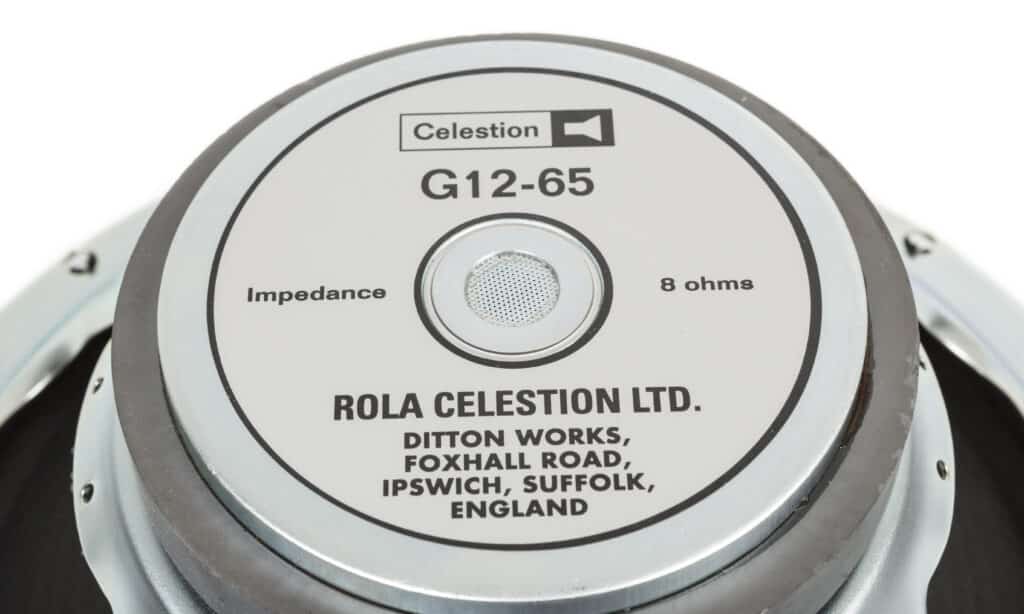 Celestion
G12-65
Impedance 8 ohms
ROLA CELESTION LTD.
DITTON WORKS,
FOXHALL ROAD,
IPSWICH, SUFFOLK,
ENGLAND